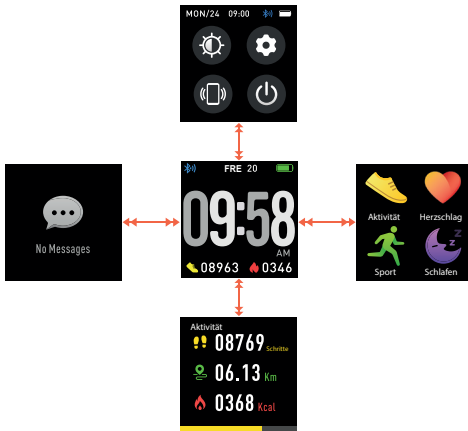 MON/24 09:00
No Messages
FRE 20
09:58
AM
08963 0346
Aktivität Herzschlag
Sport Schlafen
Aktivität
08769 Schritte
06.13 Km
0368 Kcal